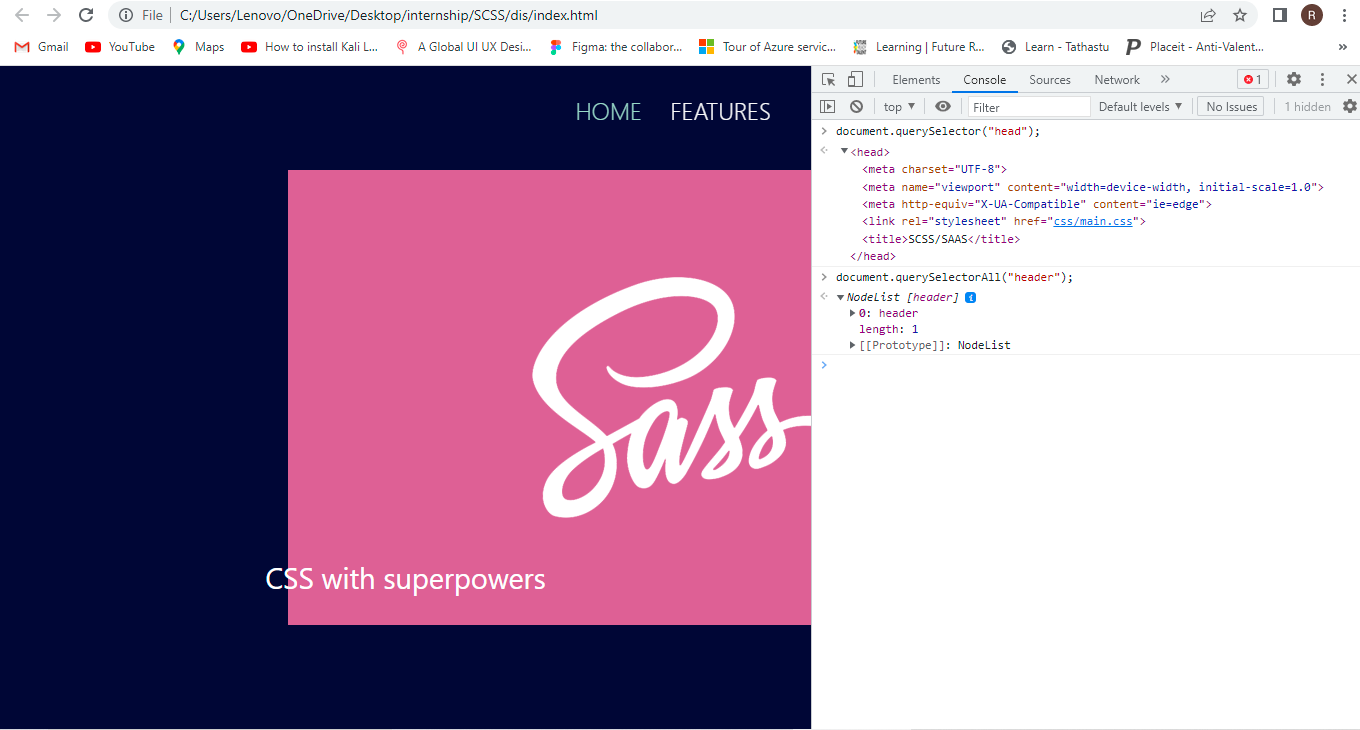 File C:/Users/Lenovo/OneDrive/Desktop/internship/SCSS/dis/index.html R
Gmail YouTube Maps How to install Kali L... A Global UI UX Desi... Figma: the collabor... Tour of Azure servic... Learning | Future R... Learn - Tathastu Placeit - Anti-Valent... »
HOME FEATURES
Sass
CSS with superpowers
Elements Console Sources Network » 1
top ▼ Filter Default levels ▼ No Issues 1 hidden
document.querySelector("head");
<head>
<meta charset="UTF-8">
<meta name="viewport" content="width=device-width, initial-scale=1.0">
<meta http-equiv="X-UA-Compatible" content="ie=edge">
<link rel="stylesheet" href="css/main.css">
<title>SCSS/SAAS</title>
</head>
document.querySelectorAll("header");
NodeList [header] i
0: header
length: 1
[[Prototype]]: NodeList